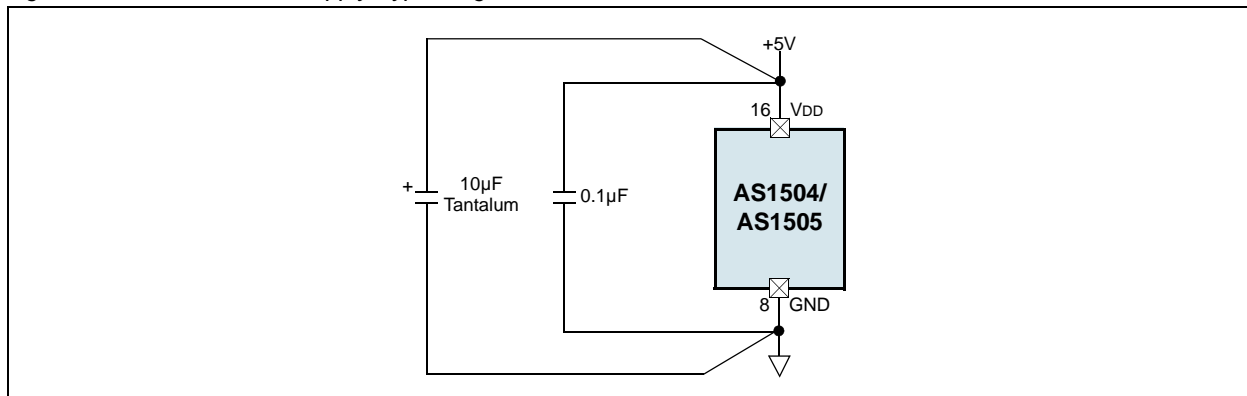 +5V
16 VDD
+ 10µF
Tantalum
0.1µF
AS1504/
AS1505
8 GND